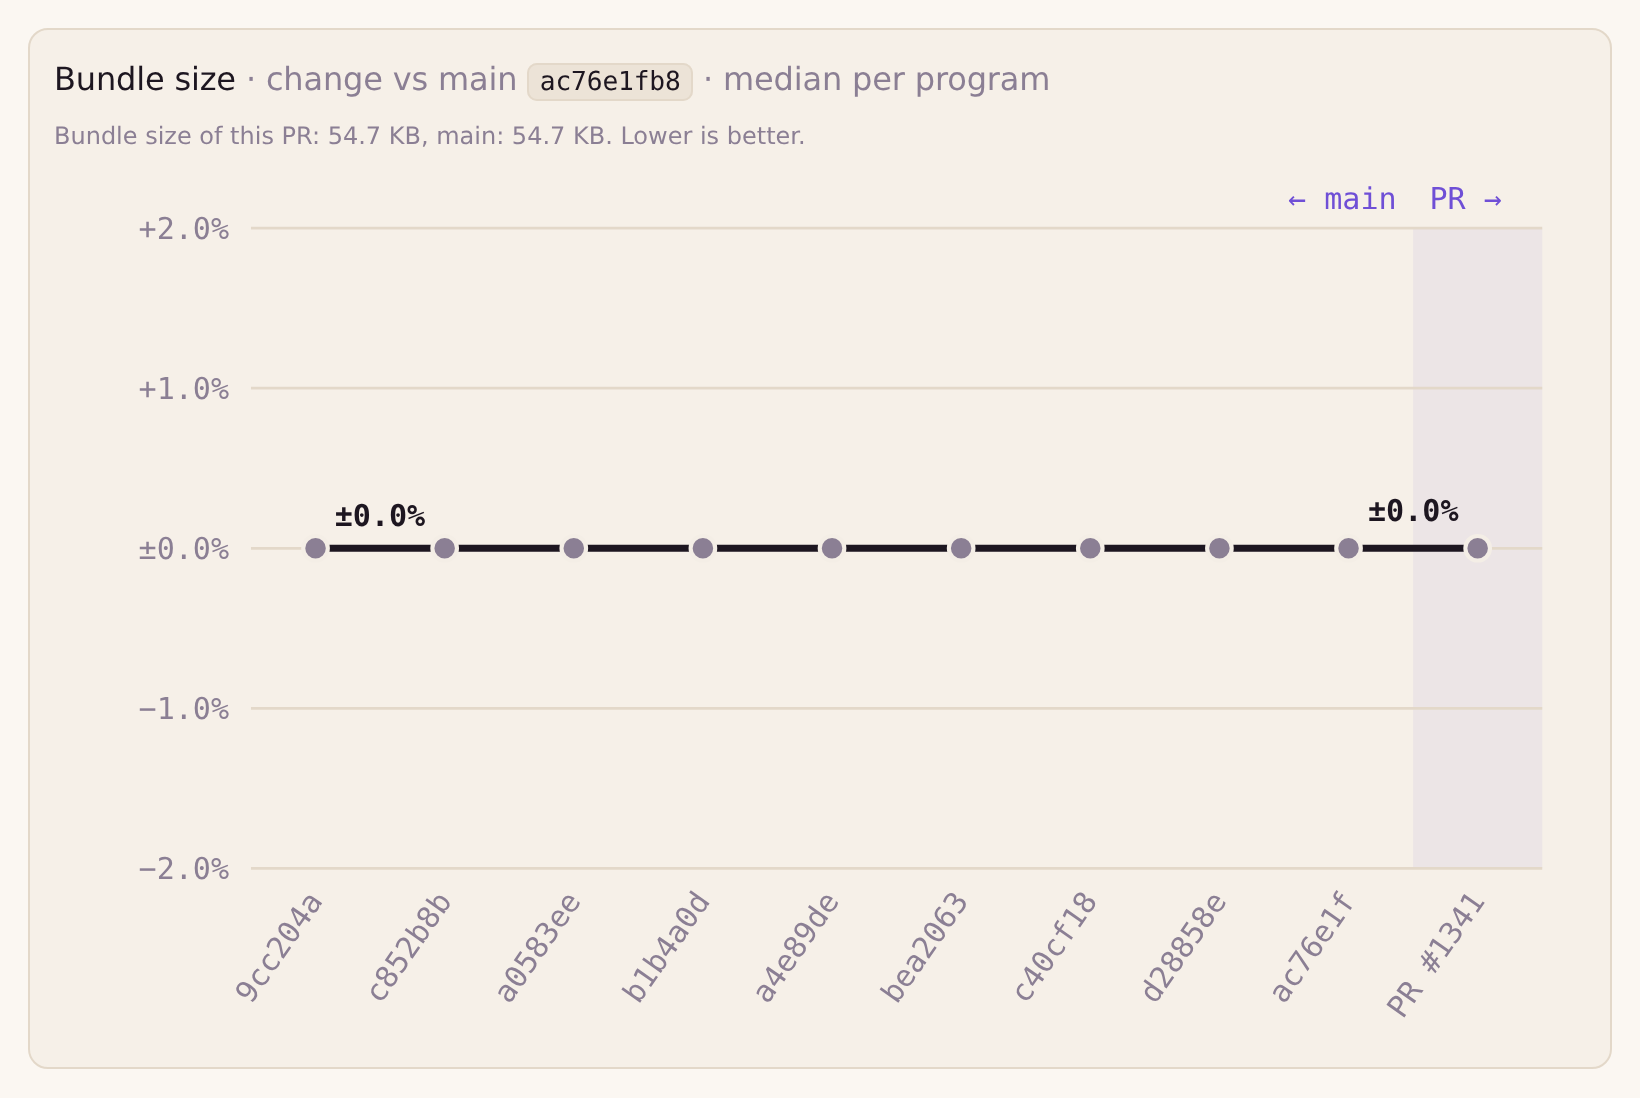 Bundle size · change vs main ac76e1fb8 · median per program
Bundle size of this PR: 54.7 KB, main: 54.7 KB. Lower is better.
← main PR →
+2.0%
+1.0%
±0.0%
−1.0%
−2.0%
±0.0%
±0.0%
9cc204a
c852b8b
a0583ee
b1b4a0d
a4e89de
bea2063
c40cf18
d28858e
ac76e1f
PR #1341